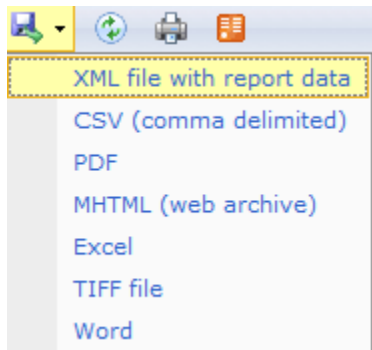 XML file with report data
CSV (comma delimited)
PDF
MHTML (web archive)
Excel
TIFF file
Word